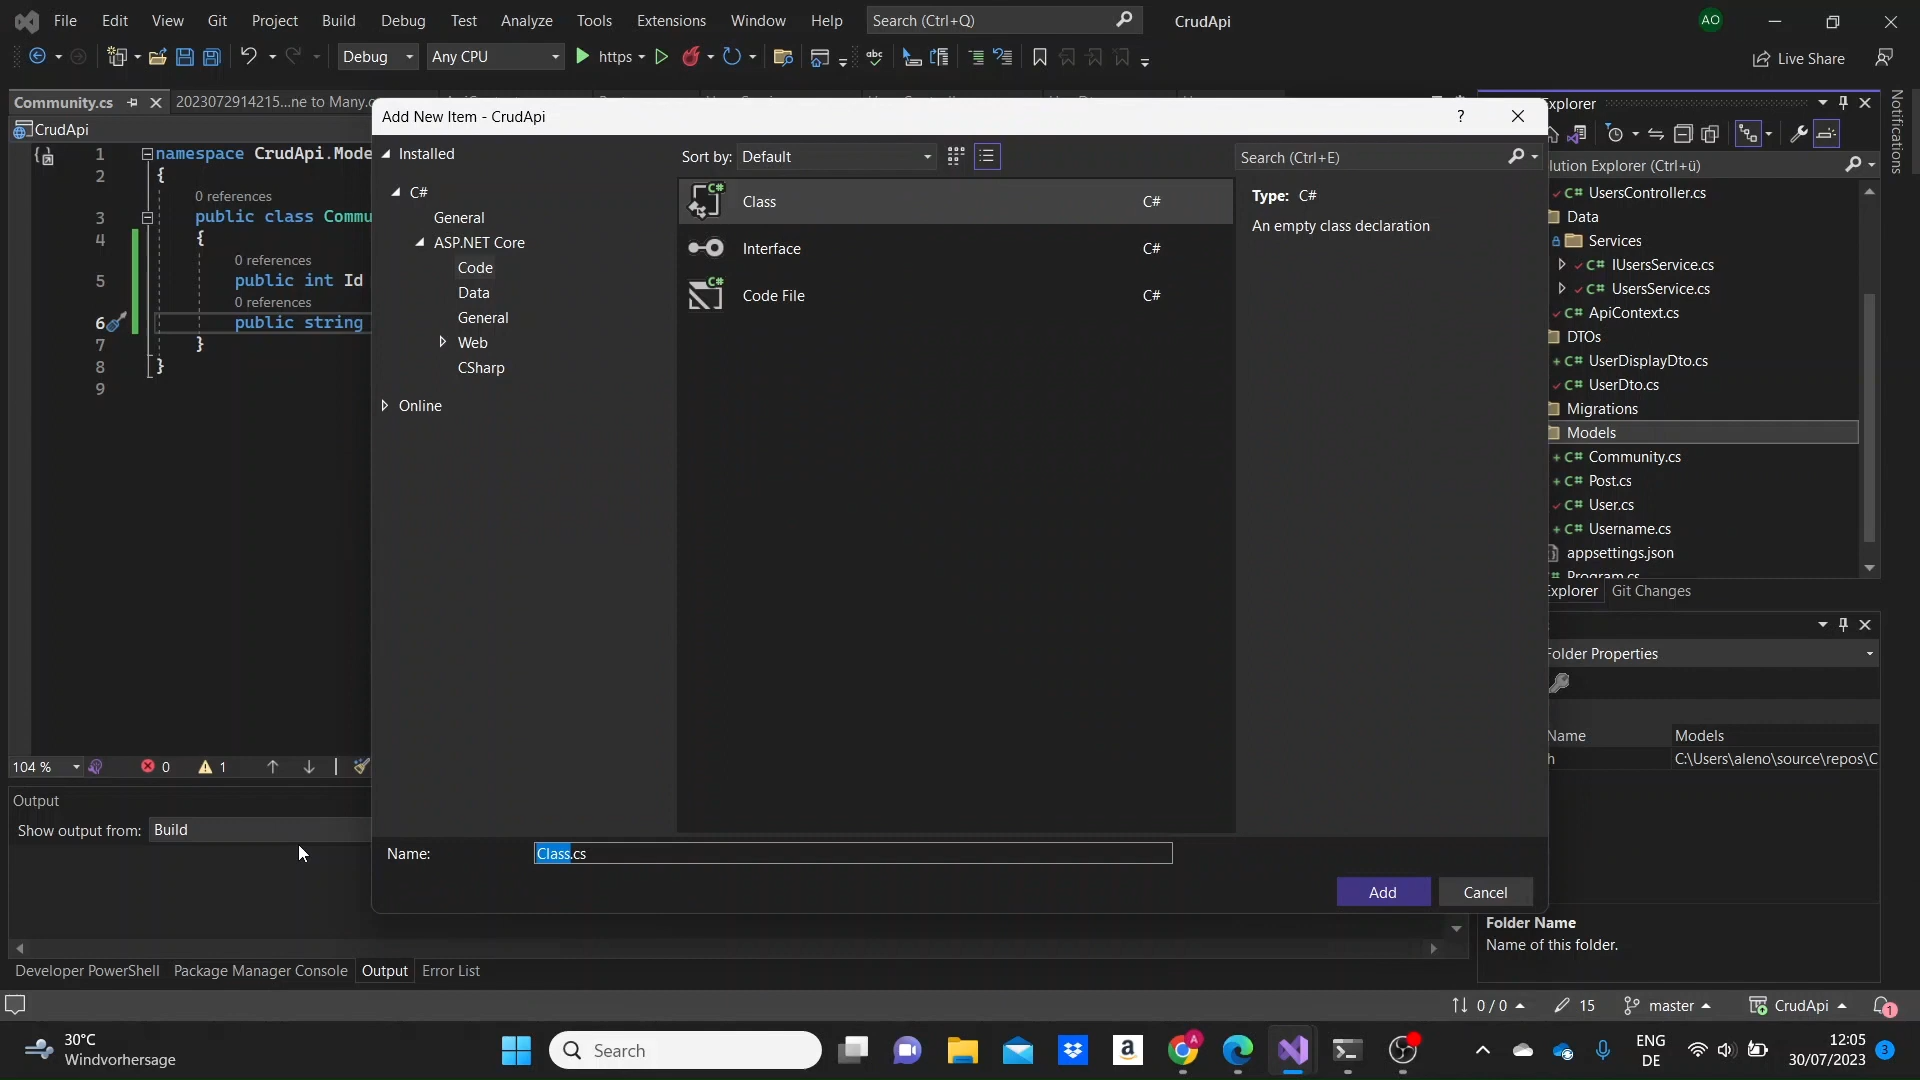 File Edit View Git Project Build Debug Test Analyze Tools Extensions Window Help Search (Ctrl+Q) CrudApi AO
Debug Any CPU https Live Share
Community.cs 2023072914215...ne to Many.c
Explorer
Notifications
CrudApi
Add New Item - CrudApi ?
Installed
C#
General
ASP.NET Core
Code
Data
General
Web
CSharp
Online
Sort by: Default
Class C#
Interface C#
Code File C#
Search (Ctrl+E)
Type: C#
An empty class declaration
Name: Class.cs
Add Cancel
1 namespace CrudApi.Mode
2 {
0 references
3 public class Commu
4 {
0 references
5 public int Id
0 references
6 public string
7 }
8 }
9
104 % 0 1
Output
Show output from: Build
Developer PowerShell Package Manager Console Output Error List
lution Explorer (Ctrl+ü)
C# UsersController.cs
Data
Services
C# IUsersService.cs
C# UsersService.cs
C# ApiContext.cs
DTOs
C# UserDisplayDto.cs
C# UserDto.cs
Migrations
Models
C# Community.cs
C# Post.cs
C# User.cs
C# Username.cs
appsettings.json
Program.cs
Explorer Git Changes
Folder Properties
Name Models
h C:\Users\aleno\source\repos\C
Folder Name
Name of this folder.
0 / 0 15 master CrudApi 1
30°C
Windvorhersage
Search
A
a
ENG
DE
12:05
30/07/2023
3